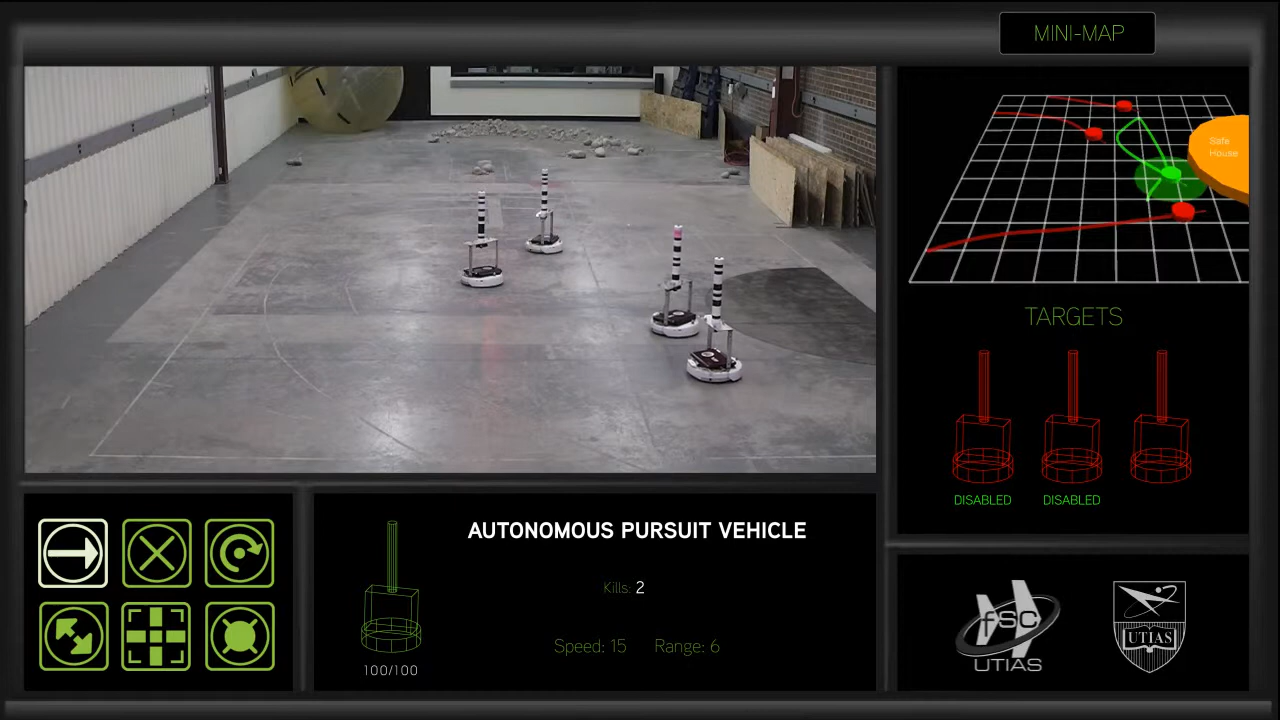 MINI-MAP
Safe
House
TARGETS
DISABLED DISABLED
AUTONOMOUS PURSUIT VEHICLE
Kills: 2
Speed: 15 Range: 6
100/100
fSC
UTIAS
UTIAS